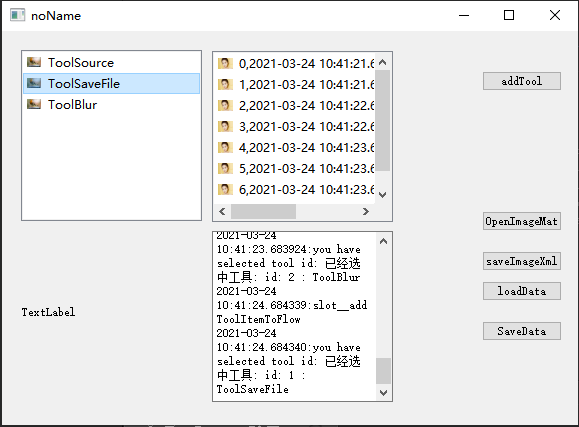 noName
ToolSource
ToolSaveFile
ToolBlur
0,2021-03-24 10:41:21.6
1,2021-03-24 10:41:21.6
2,2021-03-24 10:41:22.6
3,2021-03-24 10:41:22.6
4,2021-03-24 10:41:23.6
5,2021-03-24 10:41:23.6
6,2021-03-24 10:41:23.6
addTool
OpenImageMat
saveImageXml
loadData
SaveData
TextLabel
2021-03-24
10:41:23.683924:you have
selected tool id: 已经选
中工具: id: 2 : ToolBlur
2021-03-24
10:41:24.684339:slot__add
ToolItemToFlow
2021-03-24
10:41:24.684340:you have
selected tool id: 已经选
中工具: id: 1 :
ToolSaveFile